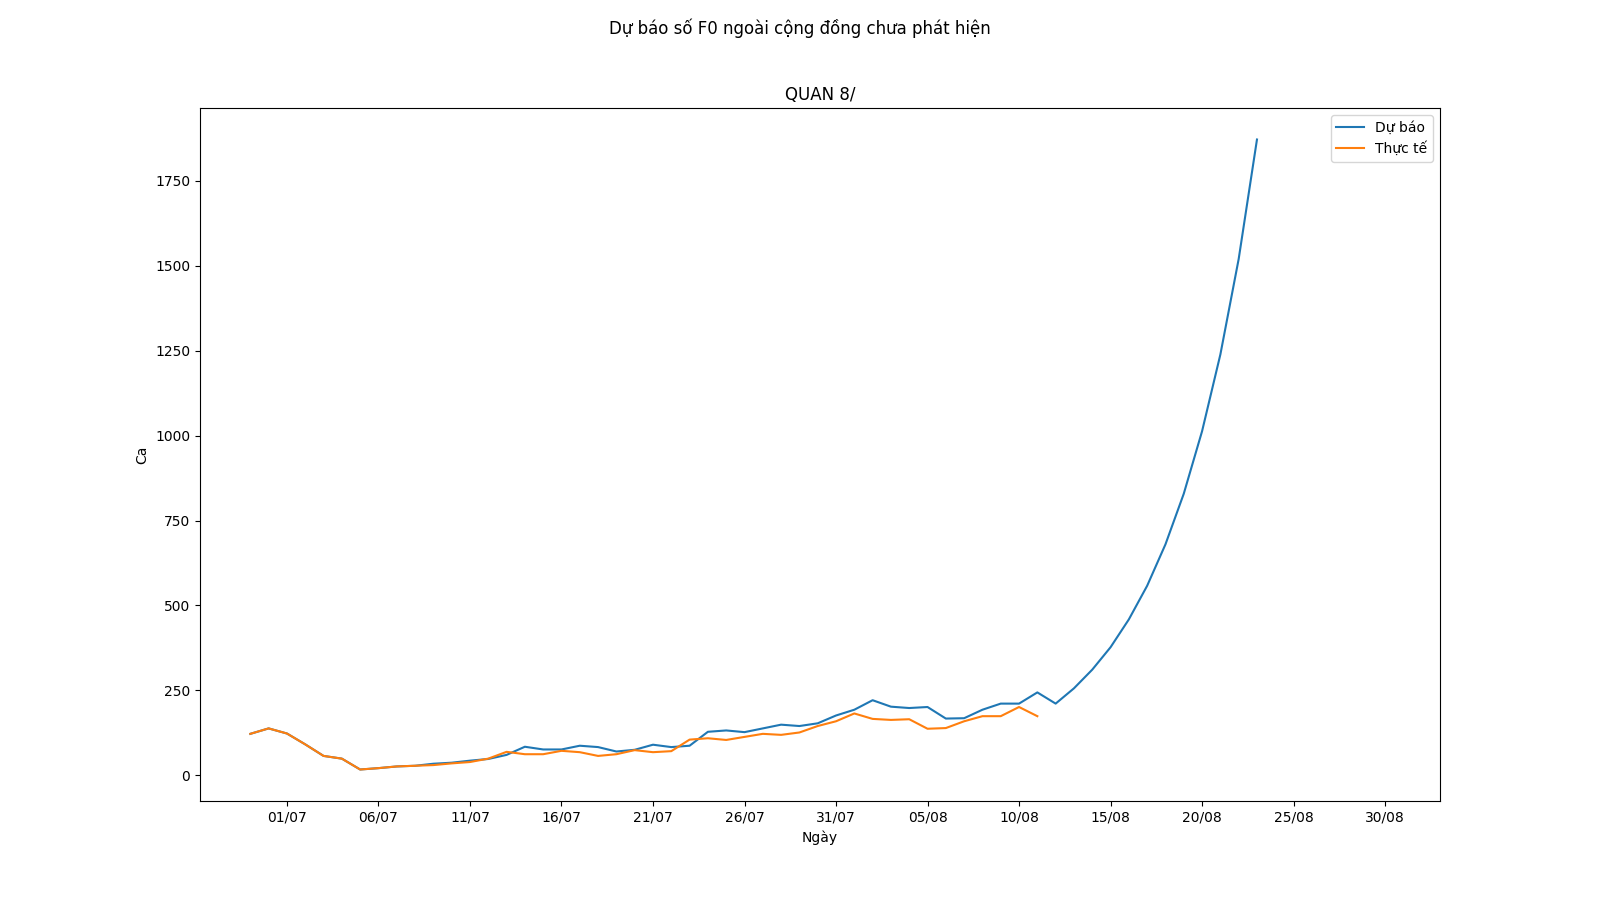 Dự báo số F0 ngoài cộng đồng chưa phát hiện
QUAN 8/
Dự báo
Thực tế
1750
1500
1250
1000
750
500
250
0
Ca
01/07 06/07 11/07 16/07 21/07 26/07 31/07 05/08 10/08 15/08 20/08 25/08 30/08
Ngày